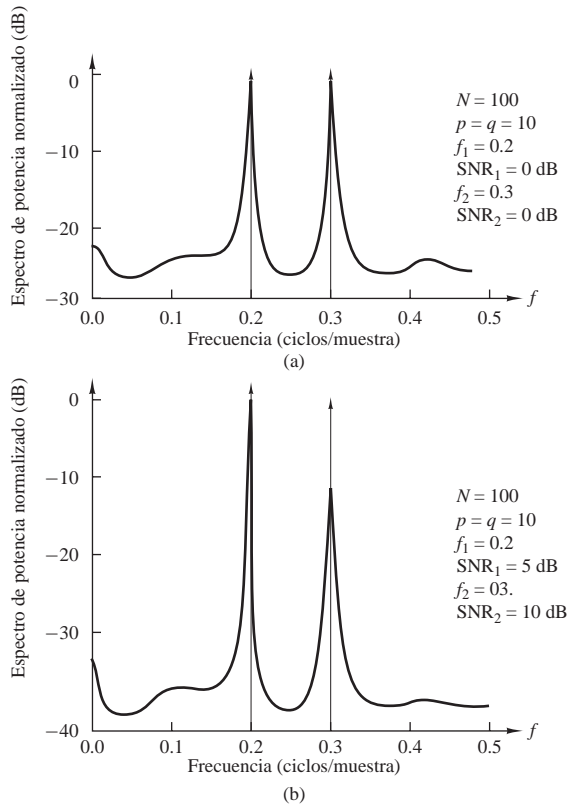 (a)
Espectro de potencia normalizado (dB)
0
−10
−20
−30
N = 100
p = q = 10
f1 = 0.2
SNR1 = 0 dB
f2 = 0.3
SNR2 = 0 dB
0.0 0.1 0.2 0.3 0.4 0.5 f
Frecuencia (ciclos/muestra)
(a)
Espectro de potencia normalizado (dB)
0
−10
−20
−30
−40
N = 100
p = q = 10
f1 = 0.2
SNR1 = 5 dB
f2 = 03.
SNR2 = 10 dB
0.0 0.1 0.2 0.3 0.4 0.5 f
Frecuencia (ciclos/muestra)
(b)